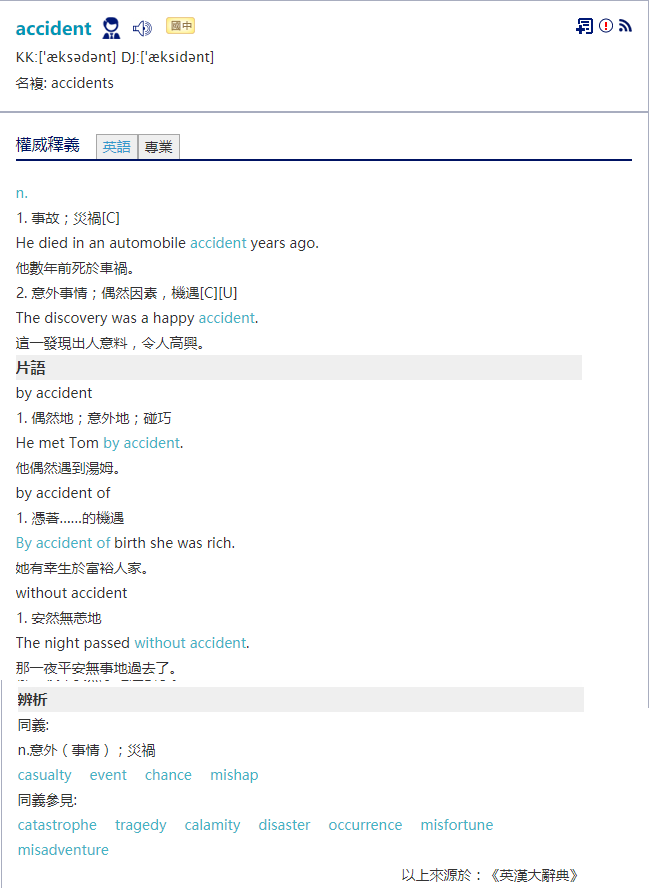 accident 國中
KK:[ˋæksədənt] DJ:[ˋæksidənt]
名複: accidents
權威釋義 英語 專業
n.
1. 事故；災禍[C]
He died in an automobile accident years ago.
他數年前死於車禍。
2. 意外事情；偶然因素，機遇[C][U]
The discovery was a happy accident.
這一發現出人意料，令人高興。
片語
by accident
1. 偶然地；意外地；碰巧
He met Tom by accident.
他偶然遇到湯姆。
by accident of
1. 憑著......的機遇
By accident of birth she was rich.
她有幸生於富裕人家。
without accident
1. 安然無恙地
The night passed without accident.
那一夜平安無事地過去了。
辨析
同義:
n.意外（事情）；災禍
casualty event chance mishap
同義參見:
catastrophe tragedy calamity disaster occurrence misfortune
misadventure
以上來源於：《英漢大辭典》